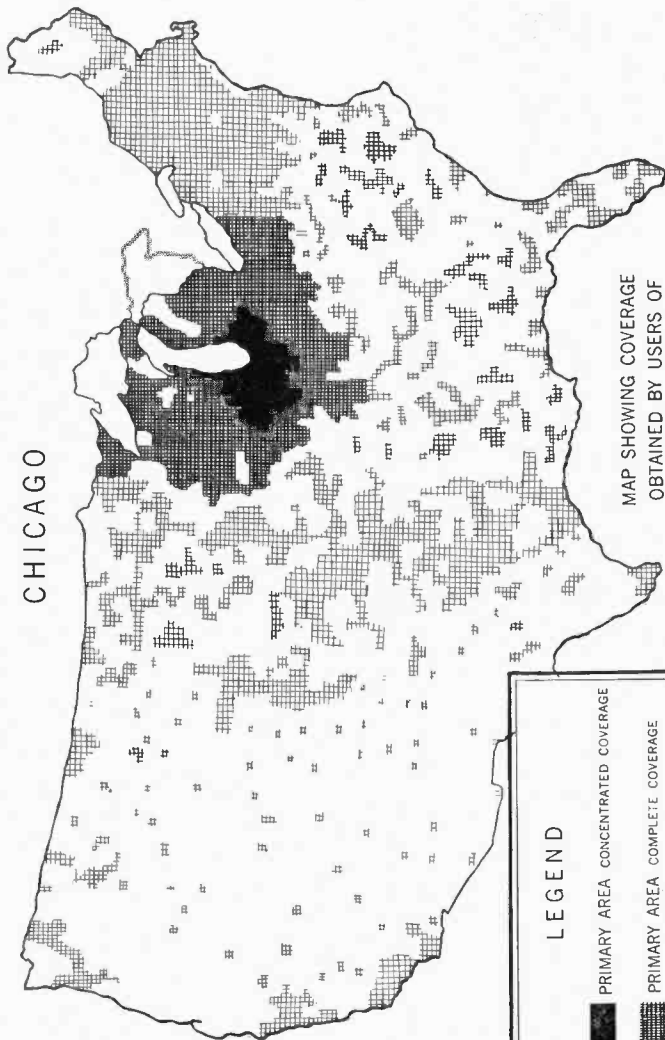 CHICAGO
MAP SHOWING COVERAGE
OBTAINED BY USERS OF
LEGEND
PRIMARY AREA CONCENTRATED COVERAGE
PRIMARY AREA COMPLETE COVERAGE